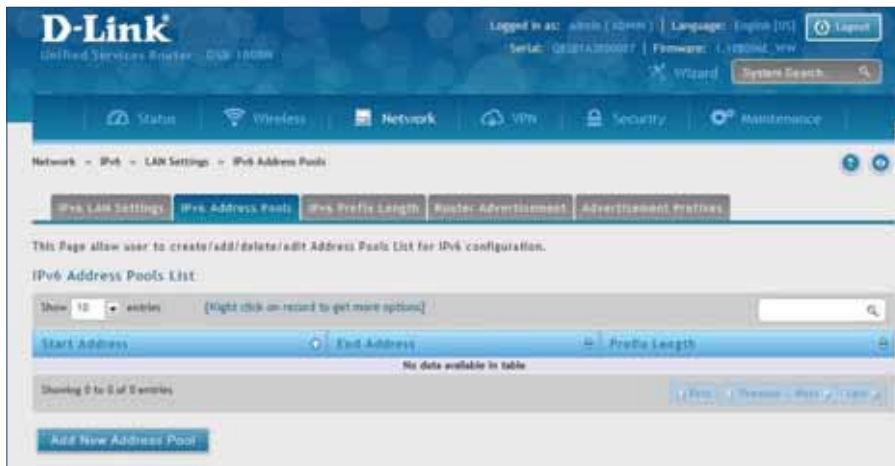 D-Link
Logged in as: admin ( ADMIN ) | Language: English [US]
Logout
Unified Services Router - DSR-1000N
Serial: | Firmware:
Wizard
System Search...
Status
Wireless
Network
VPN
Security
Maintenance
Network » IPv6 » LAN Settings » IPv6 Address Pools
IPv6 LAN Settings
IPv6 Address Pools
IPv6 Prefix Length
Router Advertisement
Advertisement Prefixes
This Page allow user to create/add/delete/edit Address Pools List for IPv6 configuration.
IPv6 Address Pools List
Show 10 entries
[Right click on record to get more options]
Start Address
End Address
Prefix Length
No data available in table
Showing 0 to 0 of 0 entries
First
Previous
Next
Last
Add New Address Pool